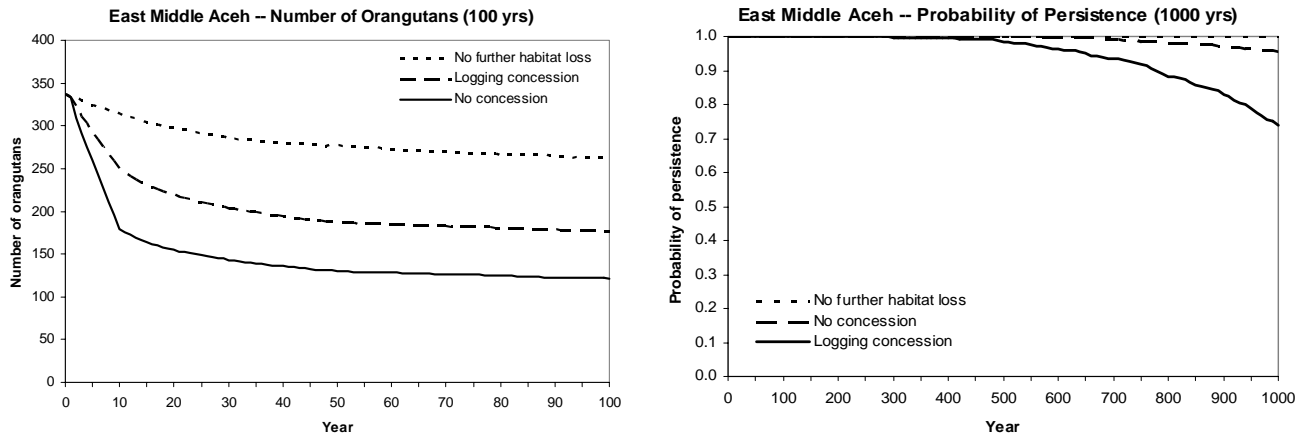 East Middle Aceh -- Number of Orangutans (100 yrs)
400
350
300
250
200
150
100
50
0
Number of orangutans
No further habitat loss
Logging concession
No concession
0 10 20 30 40 50 60 70 80 90 100
Year
East Middle Aceh -- Probability of Persistence (1000 yrs)
1.0
0.9
0.8
0.7
0.6
0.5
0.4
0.3
0.2
0.1
0.0
Probability of persistence
No further habitat loss
No concession
Logging concession
0 100 200 300 400 500 600 700 800 900 1000
Year